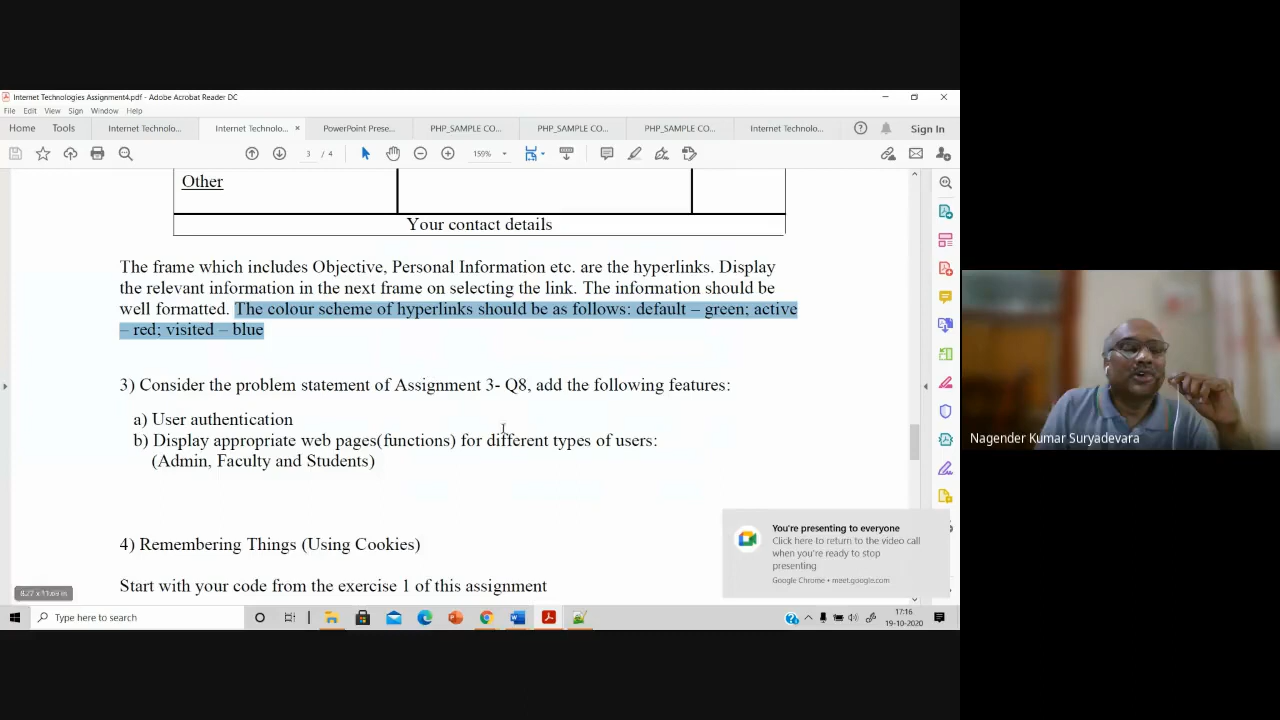 Internet Technologies Assignment4.pdf - Adobe Acrobat Reader DC
File Edit View Sign Window Help
Home Tools Internet Technolo... Internet Technolo... × PowerPoint Prese... PHP_SAMPLE CO... PHP_SAMPLE CO... PHP_SAMPLE CO... Internet Technolo... Sign In
3 / 4 159%
Other
Your contact details
The frame which includes Objective, Personal Information etc. are the hyperlinks. Display
the relevant information in the next frame on selecting the link. The information should be
well formatted. The colour scheme of hyperlinks should be as follows: default – green; active
– red; visited – blue
3) Consider the problem statement of Assignment 3- Q8, add the following features:
a) User authentication
b) Display appropriate web pages(functions) for different types of users:
(Admin, Faculty and Students)
4) Remembering Things (Using Cookies)
Start with your code from the exercise 1 of this assignment
8.27 x 11.69 in
You're presenting to everyone
Click here to return to the video call
when you're ready to stop
presenting
Google Chrome • meet.google.com
Nagender Kumar Suryadevara
Type here to search
17:16
19-10-2020